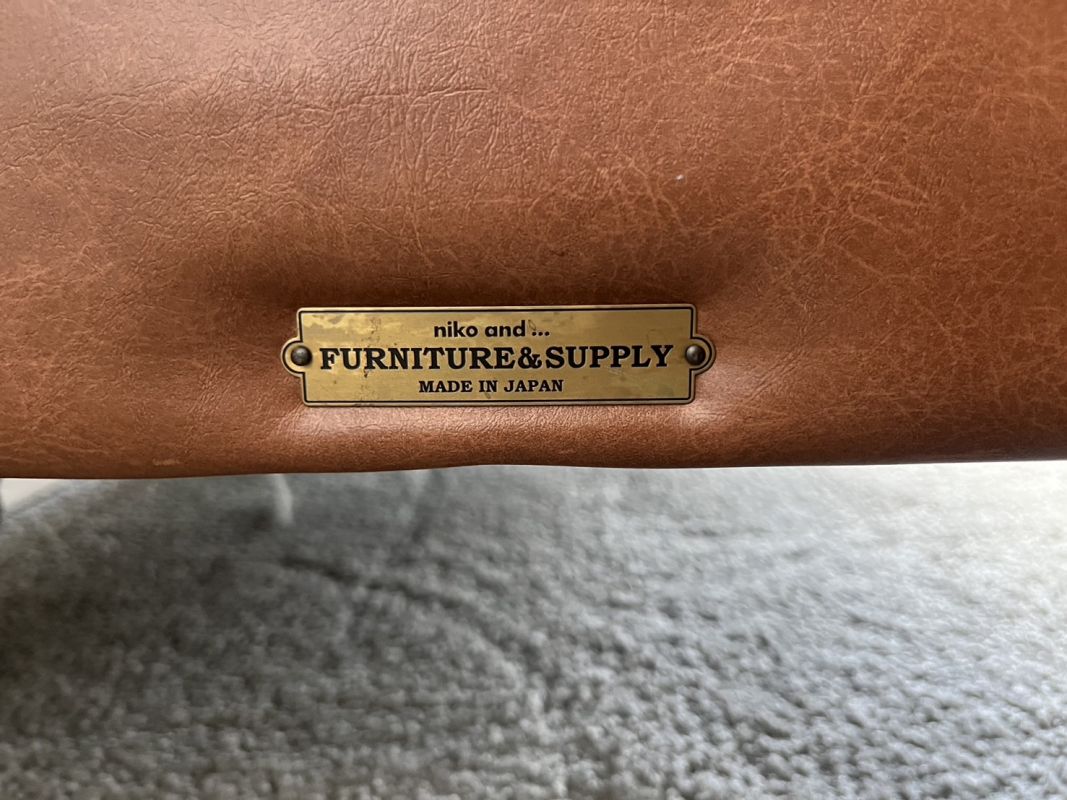 niko and ...
FURNITURE&SUPPLY
MADE IN JAPAN